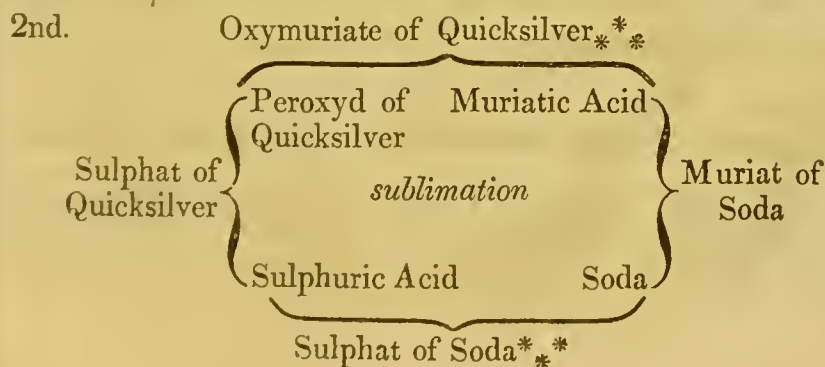 2nd. Oxymuriate of Quicksilver⁂
Peroxyd of Muriatic Acid
Quicksilver
Sulphat of
Quicksilver
sublimation
Muriat of
Soda
Sulphuric Acid Soda
Sulphat of Soda*⁎*